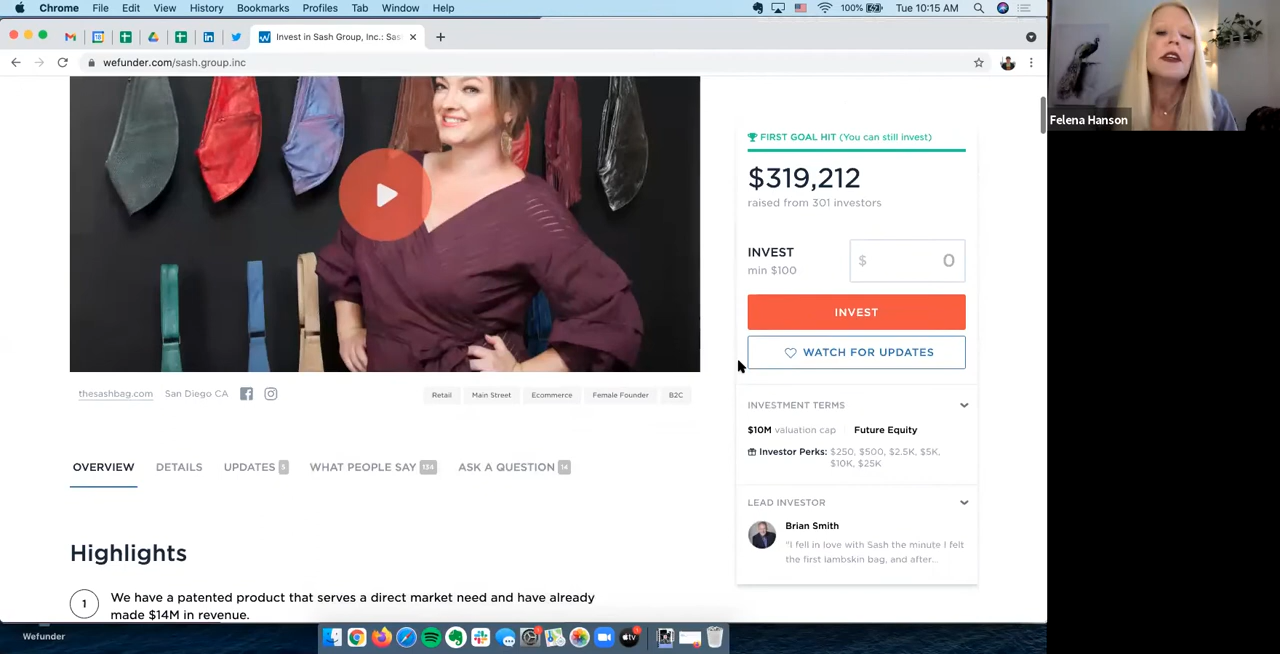 Chrome File Edit View History Bookmarks Profiles Tab Window Help 100% Tue 10:15 AM
Invest in Sash Group, Inc.: Sas
wefunder.com/sash.group.inc
Felena Hanson
FIRST GOAL HIT (You can still invest)
$319,212
raised from 301 investors
INVEST
min $100
$ 0
INVEST
WATCH FOR UPDATES
thesashbag.com San Diego CA
Retail Main Street Ecommerce Female Founder B2C
INVESTMENT TERMS
$10M valuation cap Future Equity
Investor Perks: $250, $500, $2.5K, $5K,
$10K, $25K
OVERVIEW DETAILS UPDATES 5 WHAT PEOPLE SAY 134 ASK A QUESTION 14
LEAD INVESTOR
Brian Smith
"I fell in love with Sash the minute I felt
the first lambskin bag, and after...
Highlights
1 We have a patented product that serves a direct market need and have already
made $14M in revenue.
Wefunder
tv